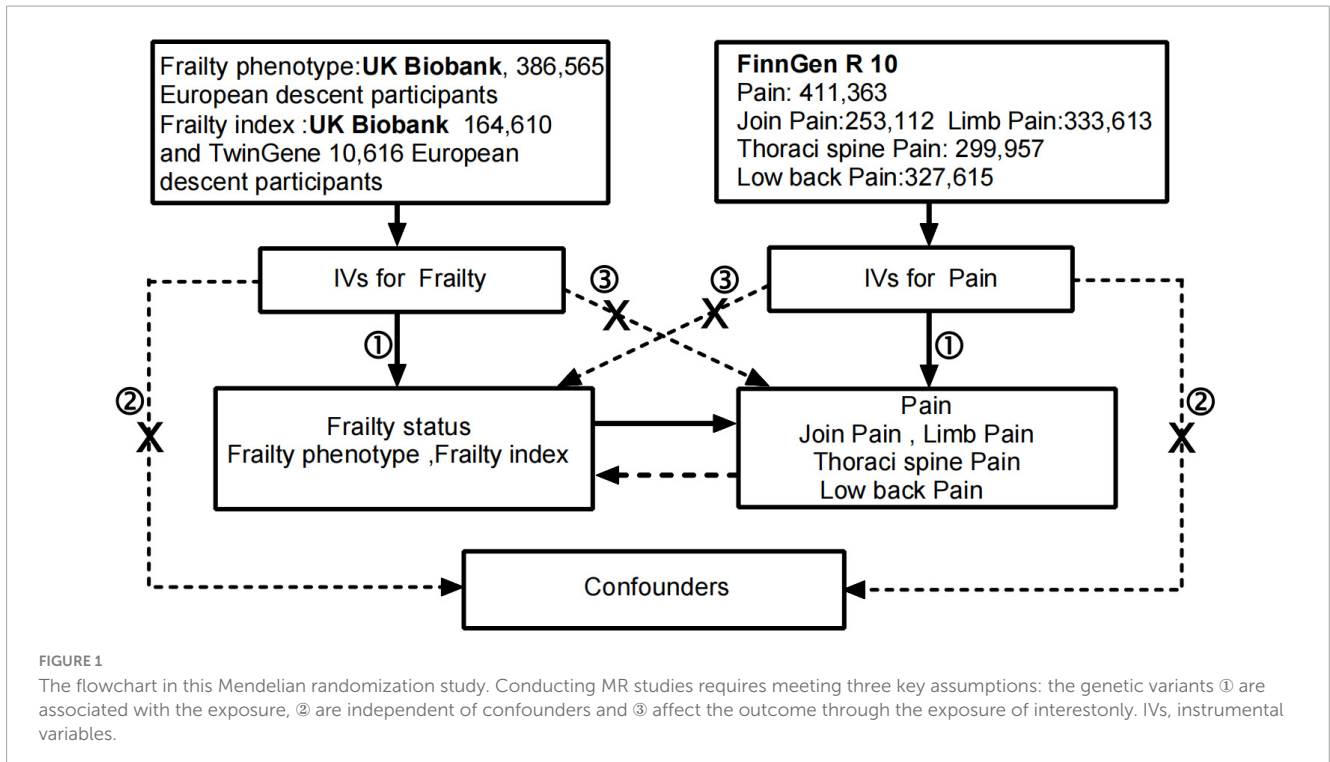 Frailty phenotype:UK Biobank, 386,565
European descent participants
Frailty index :UK Biobank 164,610
and TwinGene 10,616 European
descent participants
FinnGen R 10
Pain: 411,363
Join Pain:253,112 Limb Pain:333,613
Thoraci spine Pain: 299,957
Low back Pain:327,615
IVs for Frailty
③
③
IVs for Pain
X
X
①
①
②
X
②
X
Frailty status
Frailty phenotype ,Frailty index
Pain
Join Pain , Limb Pain
Thoraci spine Pain
Low back Pain
Confounders
FIGURE 1
The flowchart in this Mendelian randomization study. Conducting MR studies requires meeting three key assumptions: the genetic variants ① are
associated with the exposure, ② are independent of confounders and ③ affect the outcome through the exposure of interestonly. IVs, instrumental
variables.